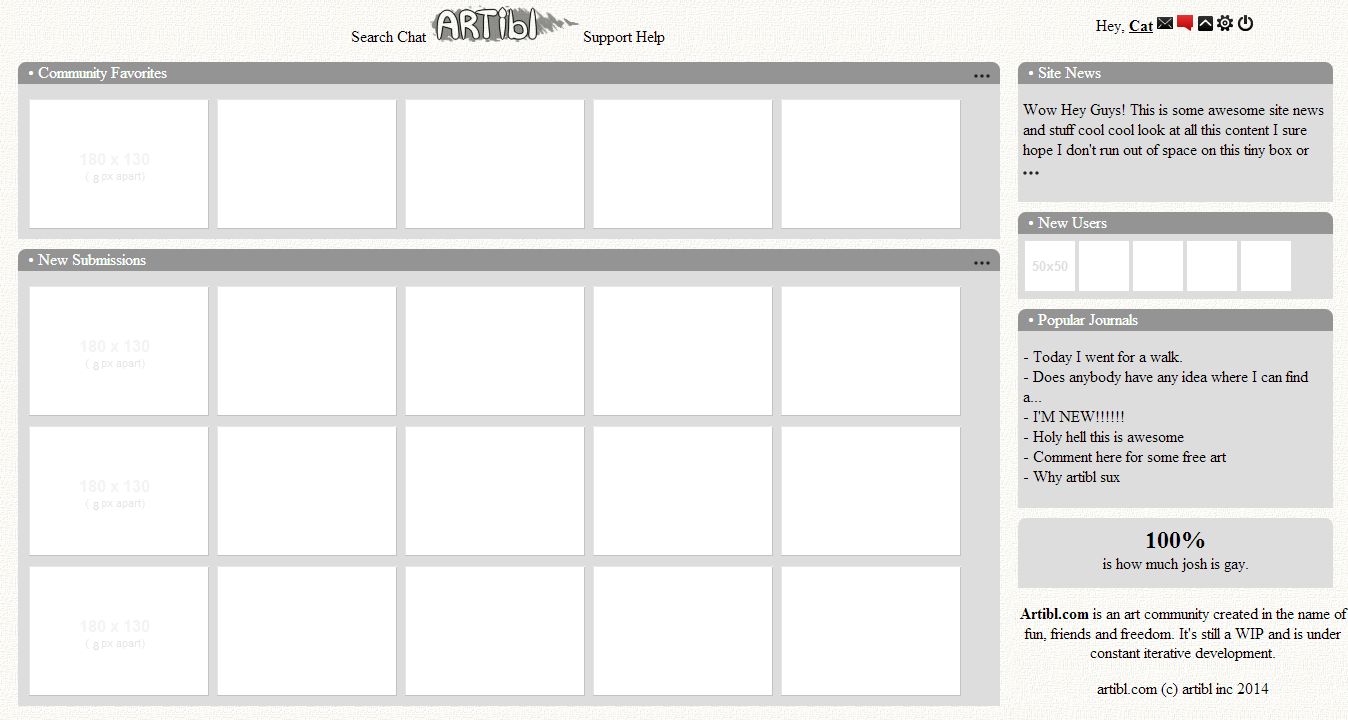 Search Chat ARTibl Support Help
Hey, Cat
• Community Favorites
180 x 130
( 8 px apart)
• New Submissions
180 x 130
( 8 px apart)
180 x 130
( 8 px apart)
180 x 130
( 8 px apart)
• Site News
Wow Hey Guys! This is some awesome site news
and stuff cool cool look at all this content I sure
hope I don't run out of space on this tiny box or
...
• New Users
50x50
• Popular Journals
- Today I went for a walk.
- Does anybody have any idea where I can find
a...
- I'M NEW!!!!!!
- Holy hell this is awesome
- Comment here for some free art
- Why artibl sux
100%
is how much josh is gay.
Artibl.com is an art community created in the name of
fun, friends and freedom. It's still a WIP and is under
constant iterative development.
artibl.com (c) artibl inc 2014